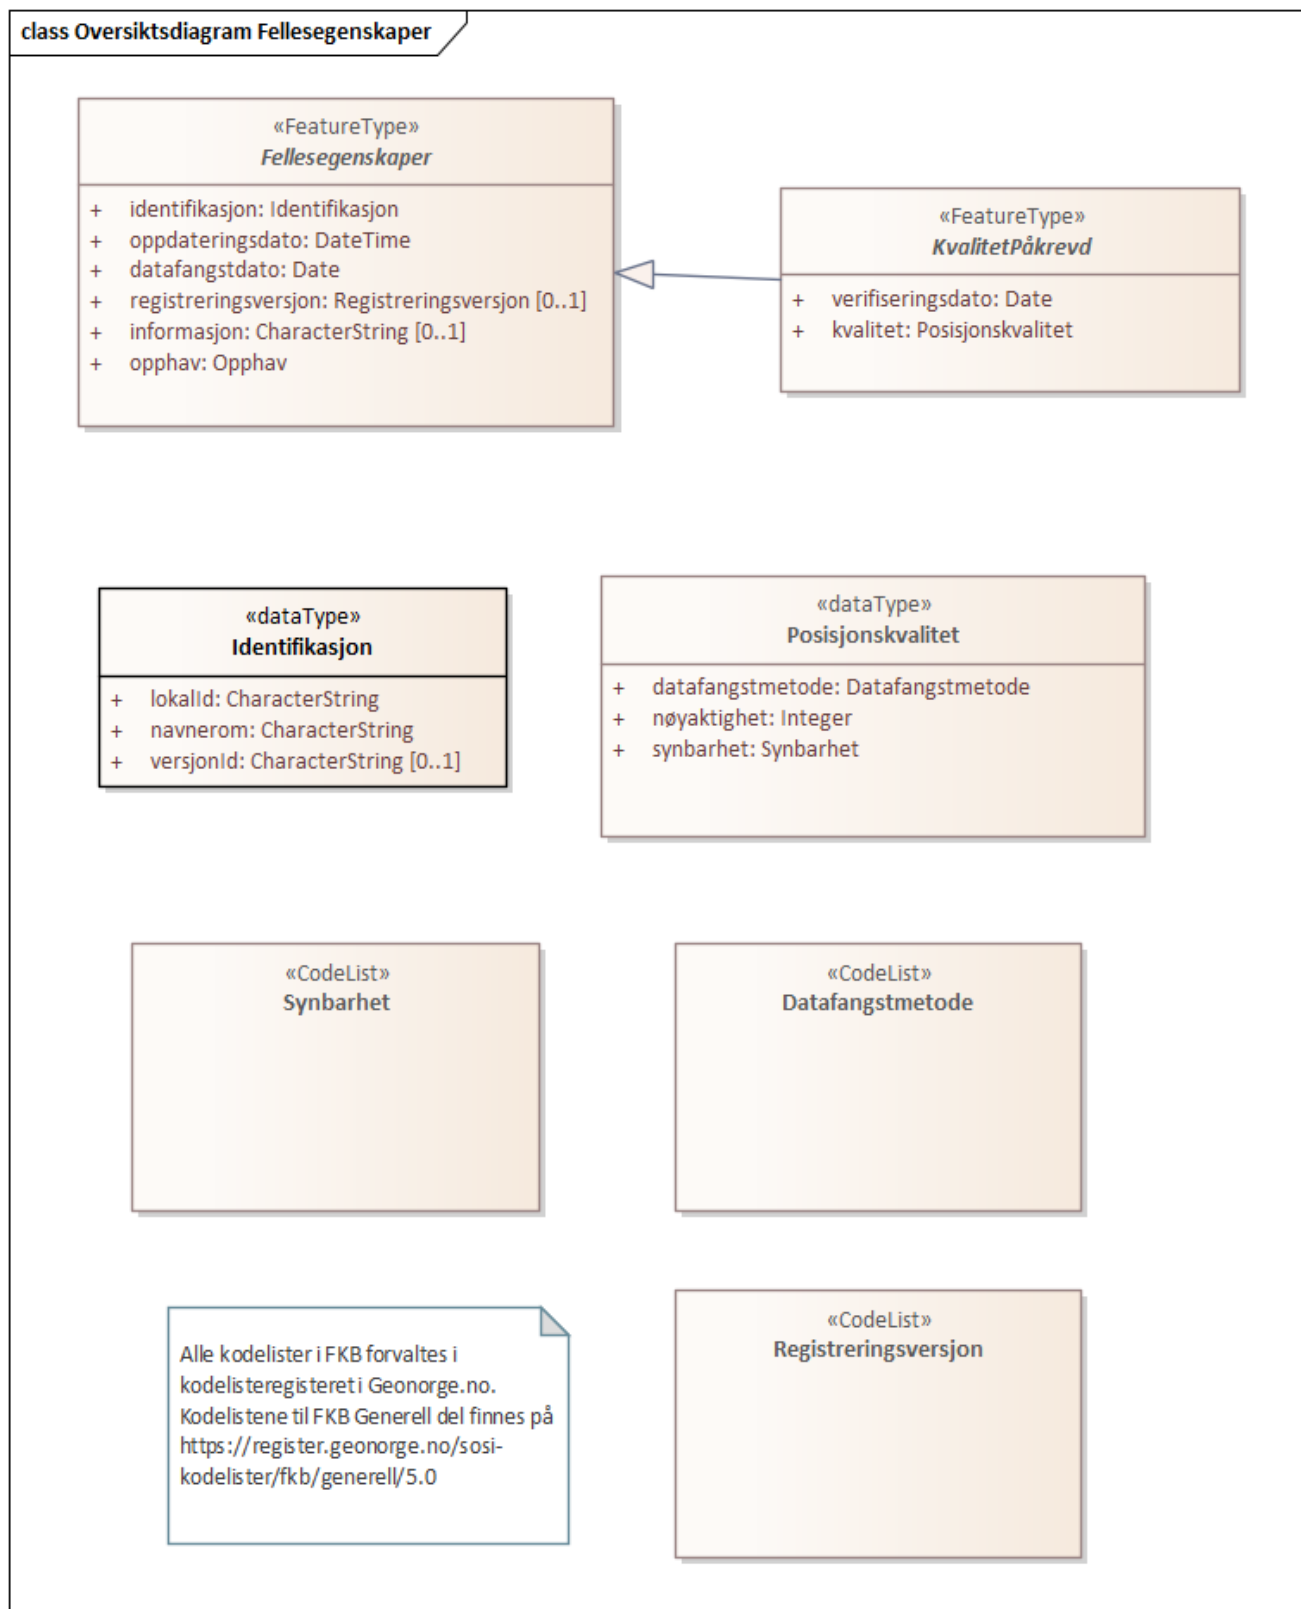 class Oversiktsdiagram Fellesegenskaper
«FeatureType»
Fellesegenskaper
+ identifikasjon: Identifikasjon
+ oppdateringsdato: DateTime
+ datafangstdato: Date
+ registreringsversjon: Registreringsversjon [0..1]
+ informasjon: CharacterString [0..1]
+ opphav: Opphav
«FeatureType»
KvalitetPåkrevd
+ verifiseringsdato: Date
+ kvalitet: Posisjonskvalitet
«dataType»
Identifikasjon
+ lokalId: CharacterString
+ navnerom: CharacterString
+ versjonId: CharacterString [0..1]
«dataType»
Posisjonskvalitet
+ datafangstmetode: Datafangstmetode
+ nøyaktighet: Integer
+ synbarhet: Synbarhet
«CodeList»
Synbarhet
«CodeList»
Datafangstmetode
Alle kodelister i FKB forvaltes i
kodelisteregisteret i Geonorge.no.
Kodelistene til FKB Generell del finnes på
https://register.geonorge.no/sosi-
kodelister/fkb/generell/5.0
«CodeList»
Registreringsversjon